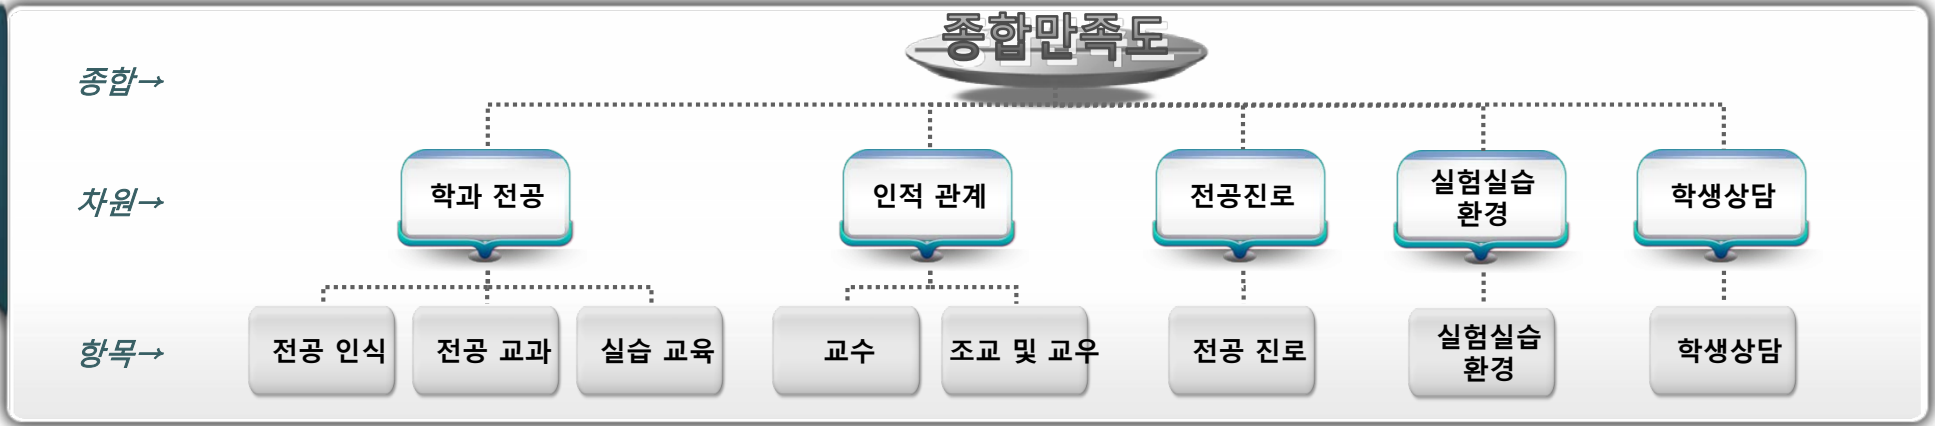 종합만족도
종합→
차원→
학과 전공
인적 관계
전공진로
실험실습
환경
학생상담
항목→
전공 인식
전공 교과
실습 교육
교수
조교 및 교우
전공 진로
실험실습
환경
학생상담